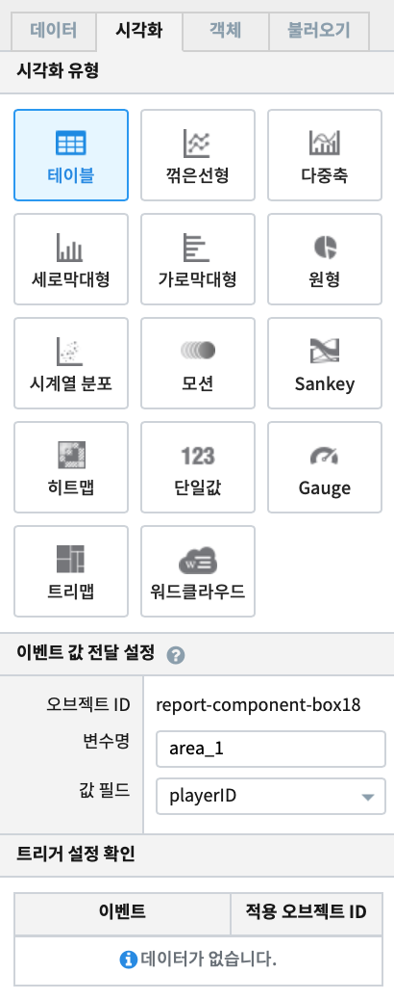 데이터 시각화 객체 불러오기
시각화 유형
테이블 꺾은선형 다중축
세로막대형 가로막대형 원형
시계열 분포 모션 Sankey
123
히트맵 단일값 Gauge
W
트리맵 워드클라우드
이벤트 값 전달 설정 ?
오브젝트 ID report-component-box18
변수명 area_1
값 필드 playerID
트리거 설정 확인
이벤트 적용 오브젝트 ID
데이터가 없습니다.